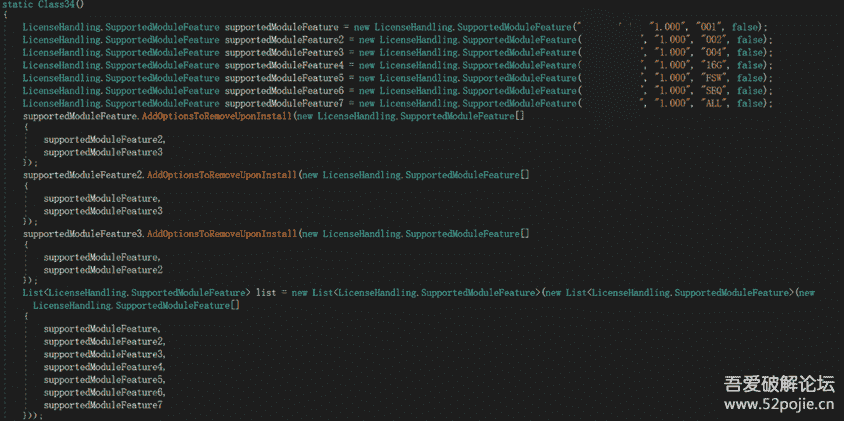 static Class34()
{
LicenseHandling.SupportedModuleFeature supportedModuleFeature = new LicenseHandling.SupportedModuleFeature(" "1.000", "001", false);
LicenseHandling.SupportedModuleFeature supportedModuleFeature2 = new LicenseHandling.SupportedModuleFeature( ", "1.000", "002", false);
LicenseHandling.SupportedModuleFeature supportedModuleFeature3 = new LicenseHandling.SupportedModuleFeature( ", "1.000", "004", false);
LicenseHandling.SupportedModuleFeature supportedModuleFeature4 = new LicenseHandling.SupportedModuleFeature( ", "1.000", "16G", false);
LicenseHandling.SupportedModuleFeature supportedModuleFeature5 = new LicenseHandling.SupportedModuleFeature( ", "1.000", "FSW", false);
LicenseHandling.SupportedModuleFeature supportedModuleFeature6 = new LicenseHandling.SupportedModuleFeature( ", "1.000", "SEQ", false);
LicenseHandling.SupportedModuleFeature supportedModuleFeature7 = new LicenseHandling.SupportedModuleFeature( ", "1.000", "ALL", false);
supportedModuleFeature.AddOptionsToRemoveUponInstall(new LicenseHandling.SupportedModuleFeature[]
{
supportedModuleFeature2,
supportedModuleFeature3
});
supportedModuleFeature2.AddOptionsToRemoveUponInstall(new LicenseHandling.SupportedModuleFeature[]
{
supportedModuleFeature,
supportedModuleFeature3
});
supportedModuleFeature3.AddOptionsToRemoveUponInstall(new LicenseHandling.SupportedModuleFeature[]
{
supportedModuleFeature,
supportedModuleFeature2
});
List<LicenseHandling.SupportedModuleFeature> list = new List<LicenseHandling.SupportedModuleFeature>(new List<LicenseHandling.SupportedModuleFeature>(new
LicenseHandling.SupportedModuleFeature[]
{
supportedModuleFeature,
supportedModuleFeature2,
supportedModuleFeature3,
supportedModuleFeature4,
supportedModuleFeature5,
supportedModuleFeature6,
supportedModuleFeature7
}));
吾爱破解论坛
www.52pojie.cn